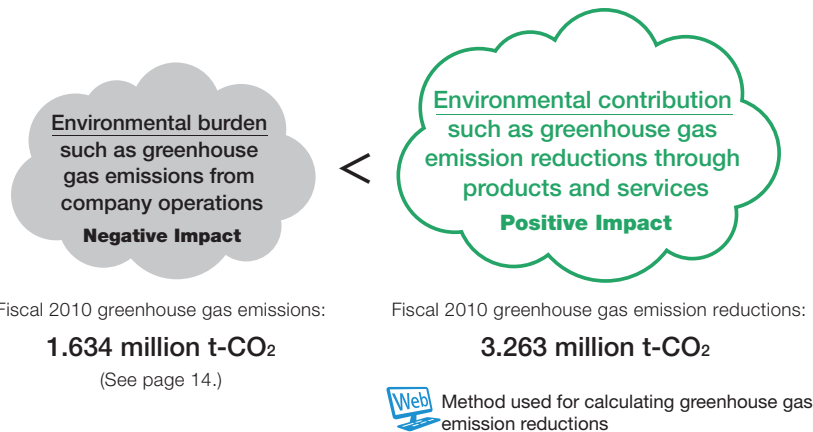 Environmental burden
such as greenhouse
gas emissions from
company operations
Negative Impact
<
Environmental contribution
such as greenhouse gas
emission reductions through
products and services
Positive Impact
Fiscal 2010 greenhouse gas emissions:
1.634 million t-CO₂
(See page 14.)
Fiscal 2010 greenhouse gas emission reductions:
3.263 million t-CO₂
Web
Method used for calculating greenhouse gas
emission reductions